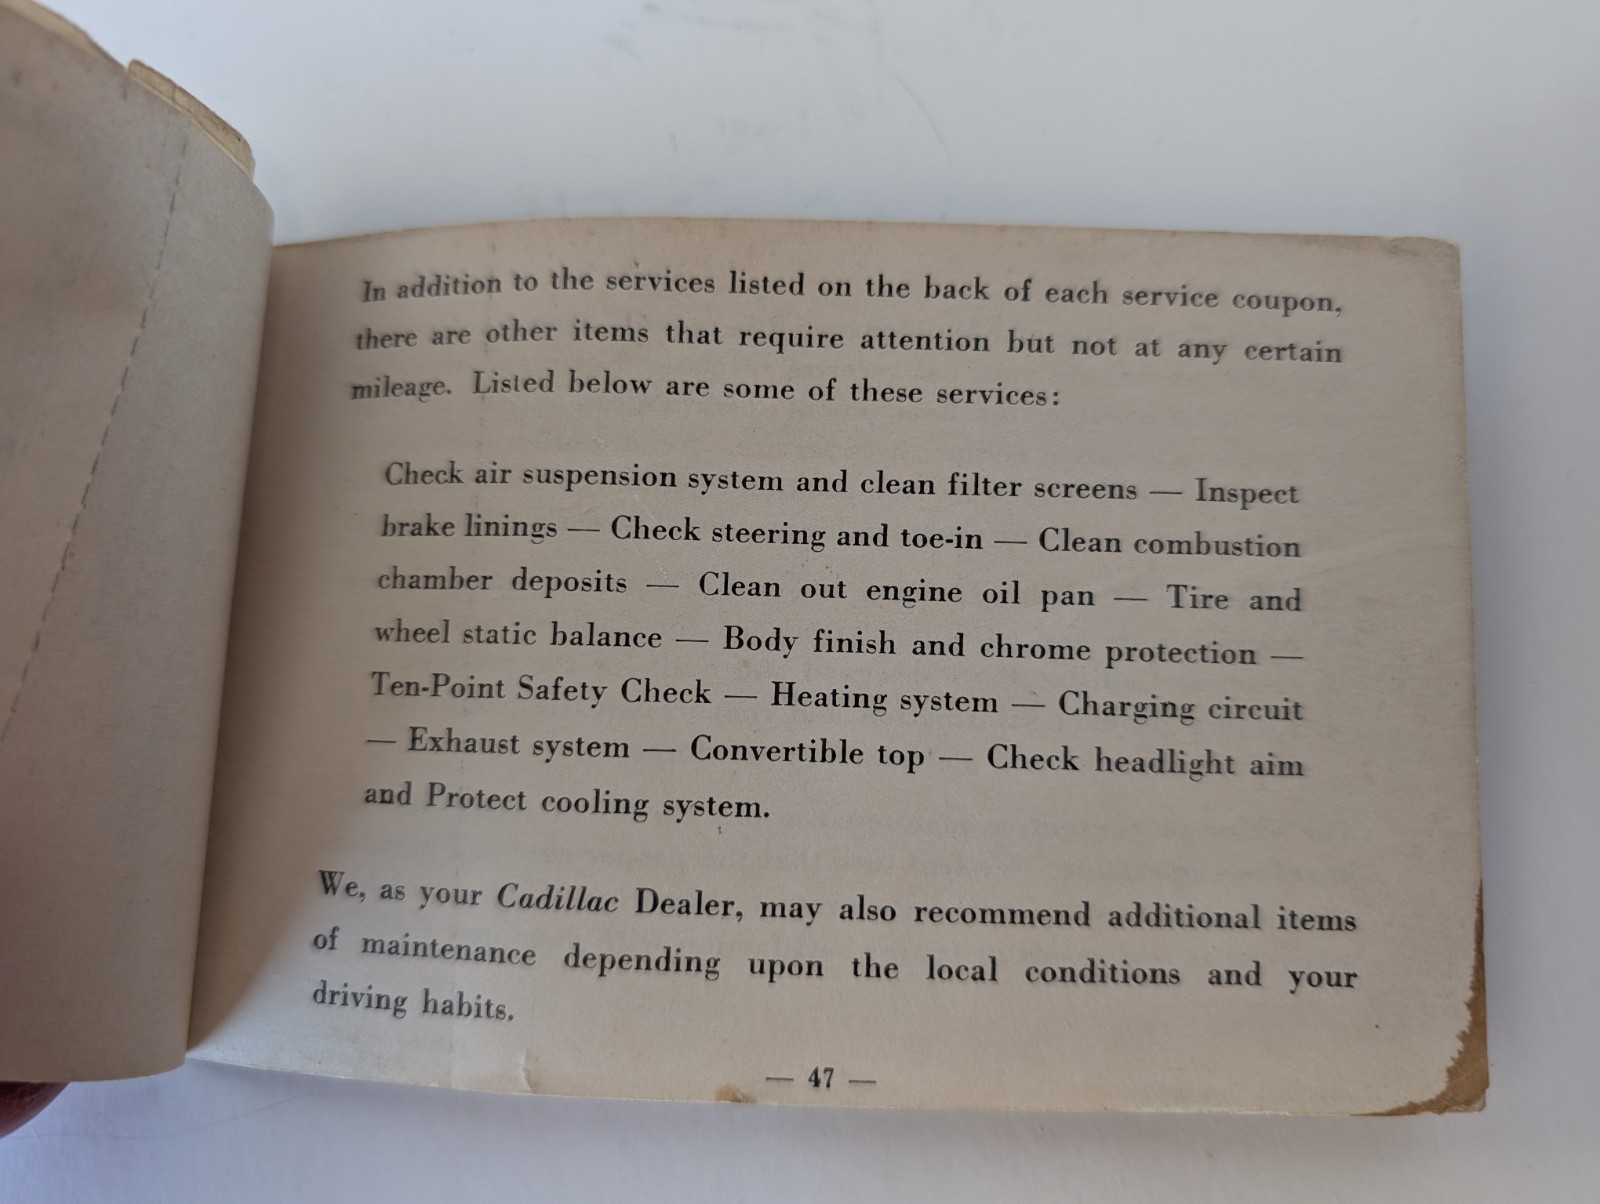 In addition to the services listed on the back of each service coupon,
there are other items that require attention but not at any certain
mileage. Listed below are some of these services:
Check air suspension system and clean filter screens — Inspect
brake linings — Check steering and toe-in — Clean combustion
chamber deposits — Clean out engine oil pan — Tire and
wheel static balance — Body finish and chrome protection —
Ten-Point Safety Check — Heating system — Charging circuit
— Exhaust system — Convertible top — Check headlight aim
and Protect cooling system.
We, as your Cadillac Dealer, may also recommend additional items
of maintenance depending upon the local conditions and your
driving habits.
— 47 —